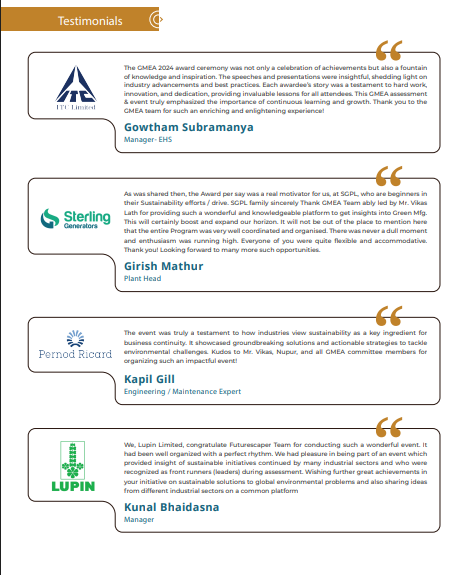 Testimonials
ITC Limited
The GMEA 2024 award ceremony was not only a celebration of achievements but also a fountain
of knowledge and inspiration. The speeches and presentations were insightful, shedding light on
industry advancements and best practices. Each awardee's story was a testament to hard work,
innovation, and dedication, providing invaluable lessons for all attendees. This GMEA assessment
& event truly emphasized the importance of continuous learning and growth. Thank you to the
GMEA team for such an enriching and enlightening experience!
Gowtham Subramanya
Manager- EHS
Sterling
Generators
As was shared then, the Award per say was a real motivator for us, at SGPL, who are beginners in
their Sustainability efforts / drive. SGPL family sincerely Thank GMEA Team ably led by Mr. Vikas
Lath for providing such a wonderful and knowledgeable platform to get insights into Green Mfg.
This will certainly boost and expand our horizon. It will not be out of the place to mention here
that the entire Program was very well coordinated and organised. There was never a dull moment
and enthusiasm was running high. Everyone of you were quite flexible and accommodative.
Thank you! Looking forward to many more such opportunities.
Girish Mathur
Plant Head
Pernod Ricard
The event was truly a testament to how industries view sustainability as a key ingredient for
business continuity. It showcased groundbreaking solutions and actionable strategies to tackle
environmental challenges. Kudos to Mr. Vikas, Nupur, and all GMEA committee members for
organizing such an impactful event!
Kapil Gill
Engineering / Maintenance Expert
LUPIN
We, Lupin Limited, congratulate Futurescaper Team for conducting such a wonderful event. It
had been well organized with a perfect rhythm. We had pleasure in being part of an event which
provided insight of sustainable initiatives continued by many industrial sectors and who were
recognized as front runners (leaders) during assessment. Wishing further great achievements in
your initiative on sustainable solutions to global environmental problems and also sharing ideas
from different industrial sectors on a common platform
Kunal Bhaidasna
Manager